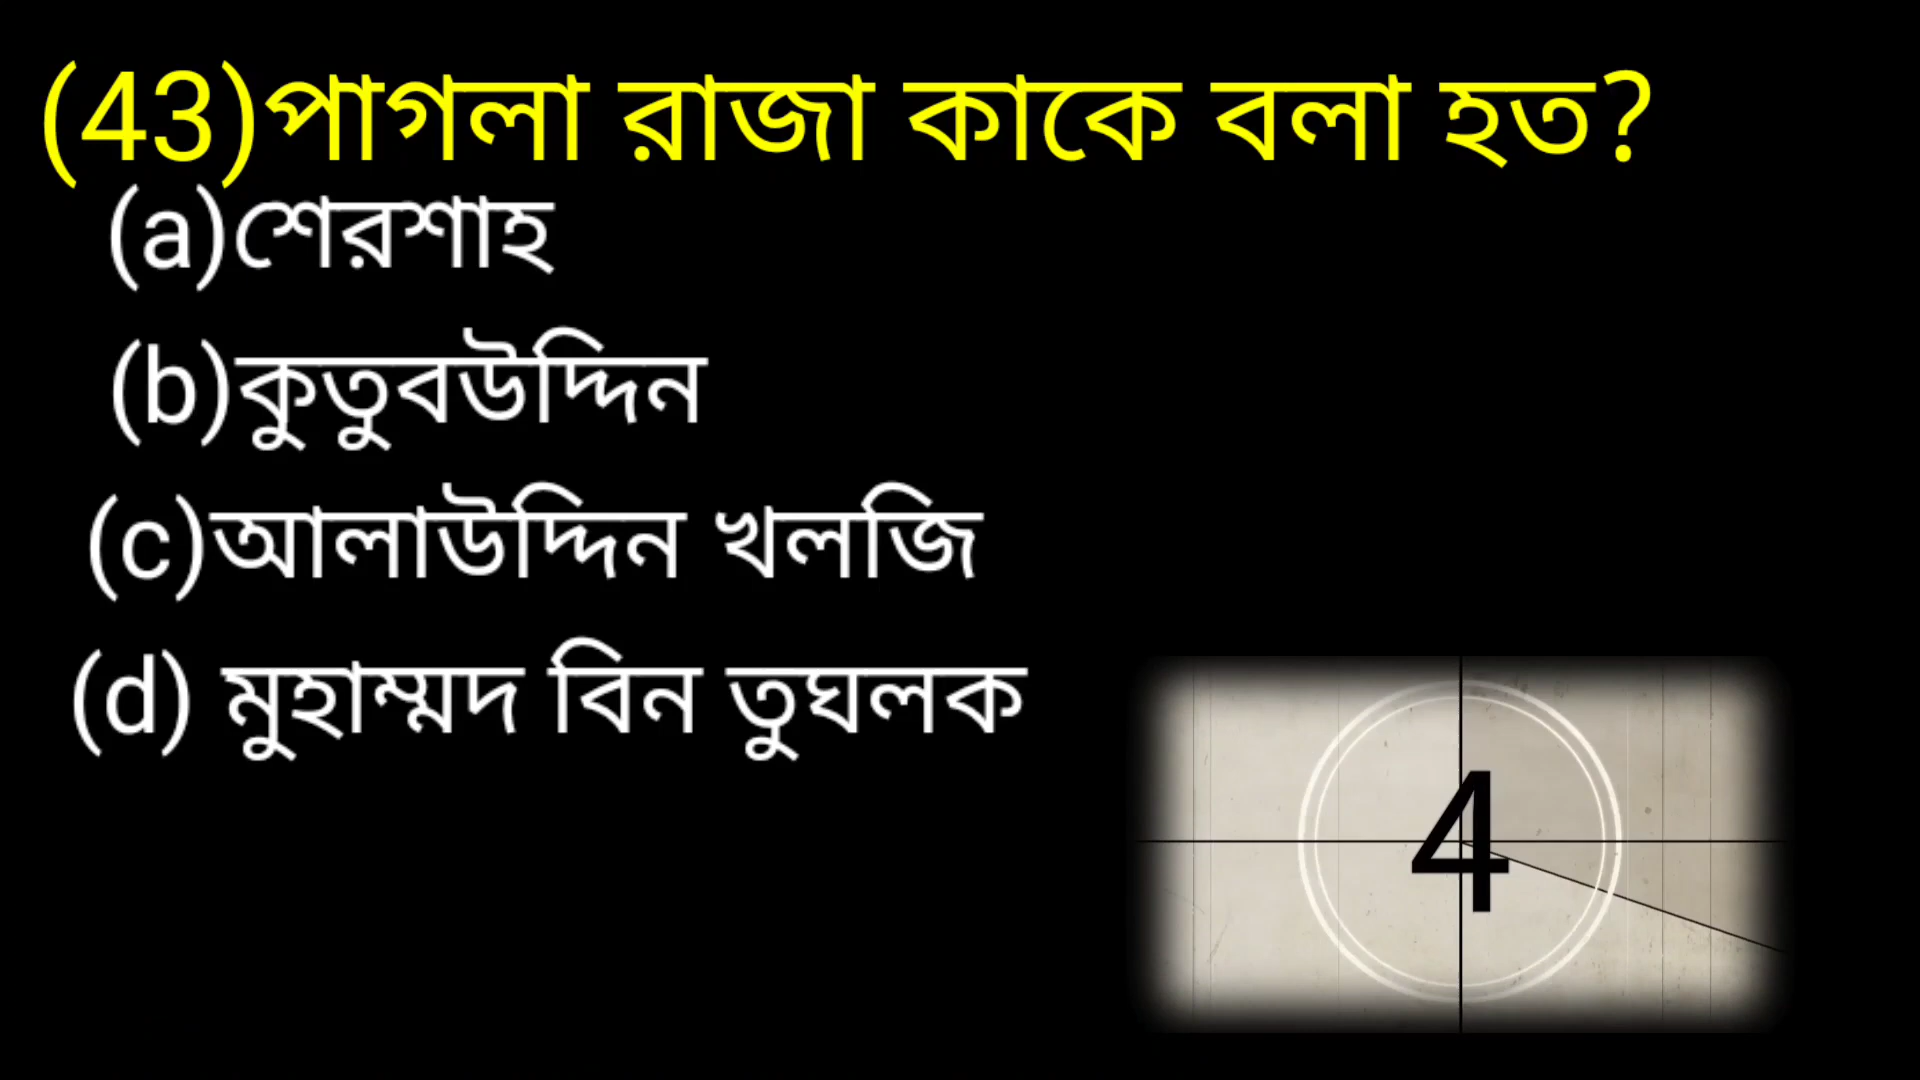 (43)পাগলা রাজা কাকে বলা হত?
(a)শেরশাহ
(b)কুতুবউদ্দিন
(c)আলাউদ্দিন খলজি
(d) মুহাম্মদ বিন তুঘলক
4